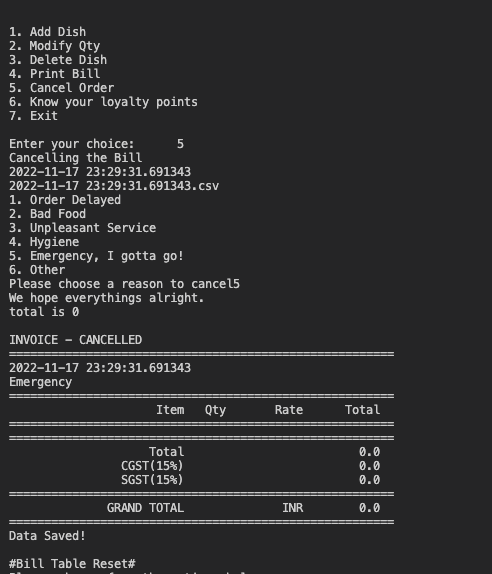 1. Add Dish
2. Modify Qty
3. Delete Dish
4. Print Bill
5. Cancel Order
6. Know your loyalty points
7. Exit
Enter your choice: 5
Cancelling the Bill
2022-11-17 23:29:31.691343
2022-11-17 23:29:31.691343.csv
1. Order Delayed
2. Bad Food
3. Unpleasant Service
4. Hygiene
5. Emergency, I gotta go!
6. Other
Please choose a reason to cancel5
We hope everythings alright.
total is 0
INVOICE - CANCELLED
=======================================================
2022-11-17 23:29:31.691343
Emergency
=======================================================
Item Qty Rate Total
=======================================================
=======================================================
Total 0.0
CGST(15%) 0.0
SGST(15%) 0.0
=======================================================
GRAND TOTAL INR 0.0
=======================================================
Data Saved!
#Bill Table Reset#